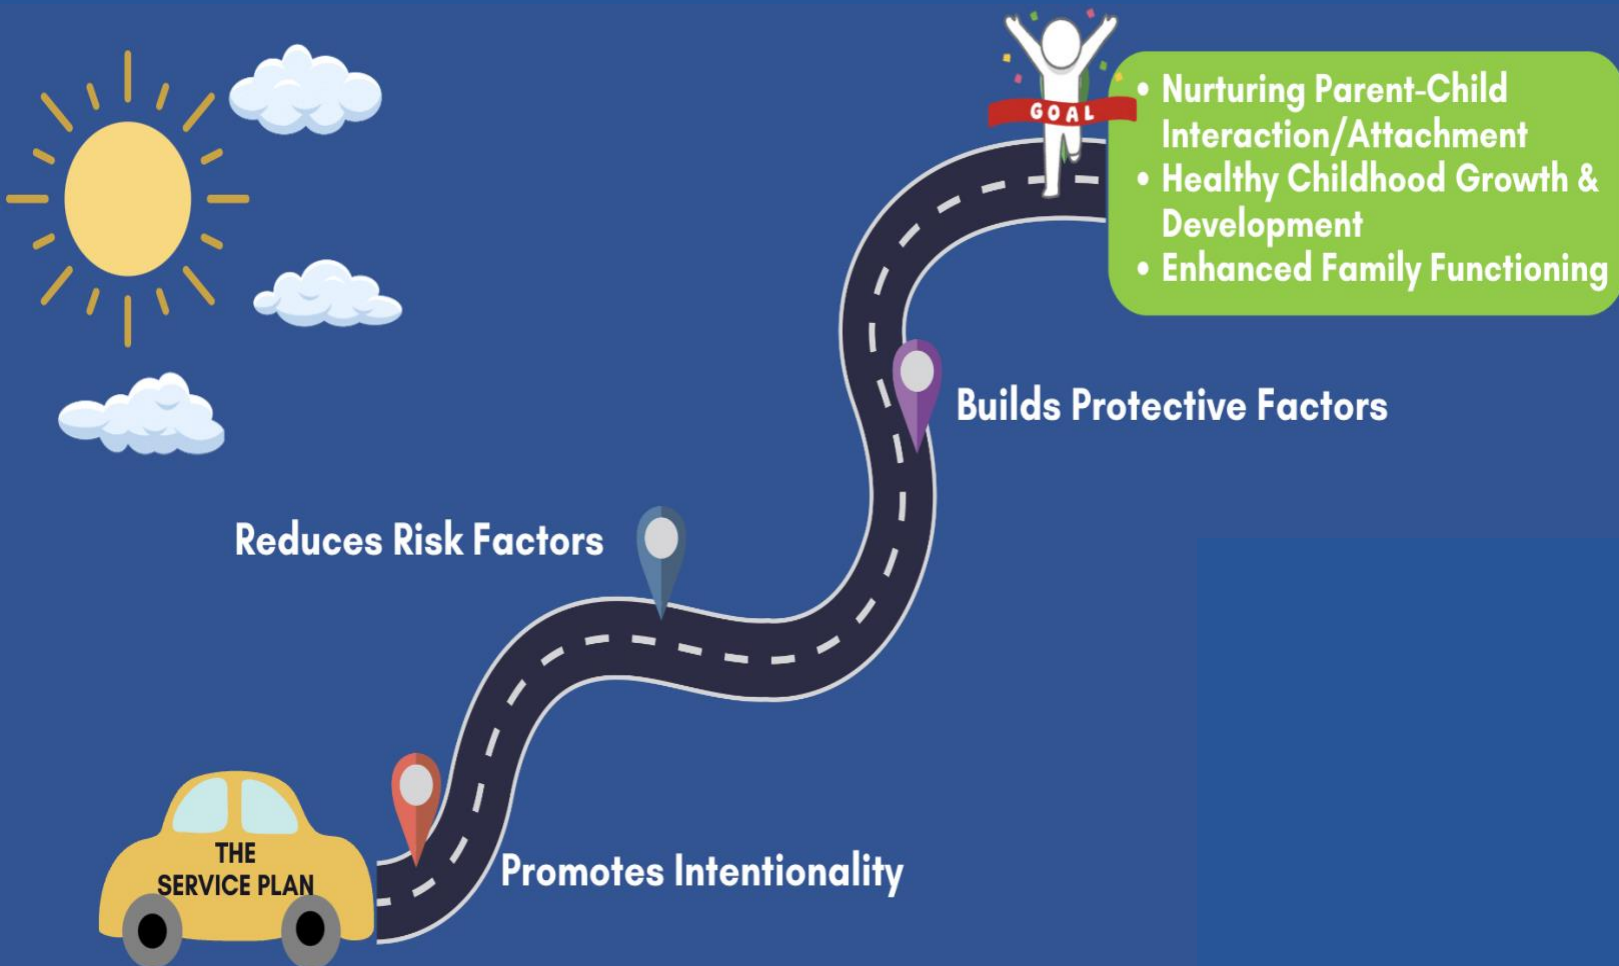 GOAL
• Nurturing Parent-Child
Interaction/Attachment
• Healthy Childhood Growth &
Development
• Enhanced Family Functioning
Builds Protective Factors
Reduces Risk Factors
THE
SERVICE PLAN
Promotes Intentionality